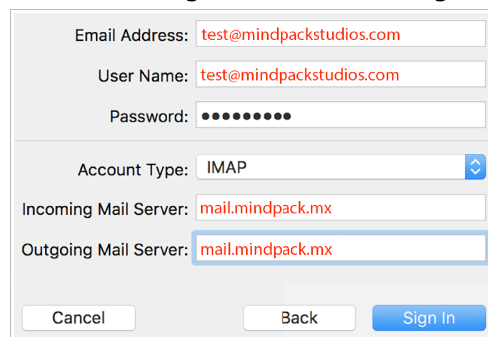 Email Address: test@mindpackstudios.com
User Name: test@mindpackstudios.com
Password: •••••••••
Account Type: IMAP
Incoming Mail Server: mail.mindpack.mx
Outgoing Mail Server: mail.mindpack.mx
Cancel Back Sign In